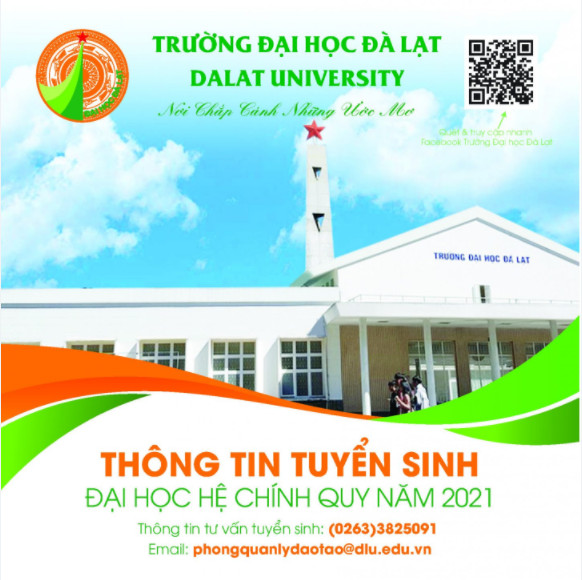 TRƯỜNG ĐẠI HỌC ĐÀ LẠT
DALAT UNIVERSITY
Nơi Chắp Cánh Những Ước Mơ
Quét & truy cập nhanh
Facebook Trường Đại học Đà Lạt
TRƯỜNG ĐẠI HỌC ĐÀ LẠT
THÔNG TIN TUYỂN SINH
ĐẠI HỌC HỆ CHÍNH QUY NĂM 2021
Thông tin tư vấn tuyển sinh: (0263)3825091
Email: phongquanlydaotao@dlu.edu.vn